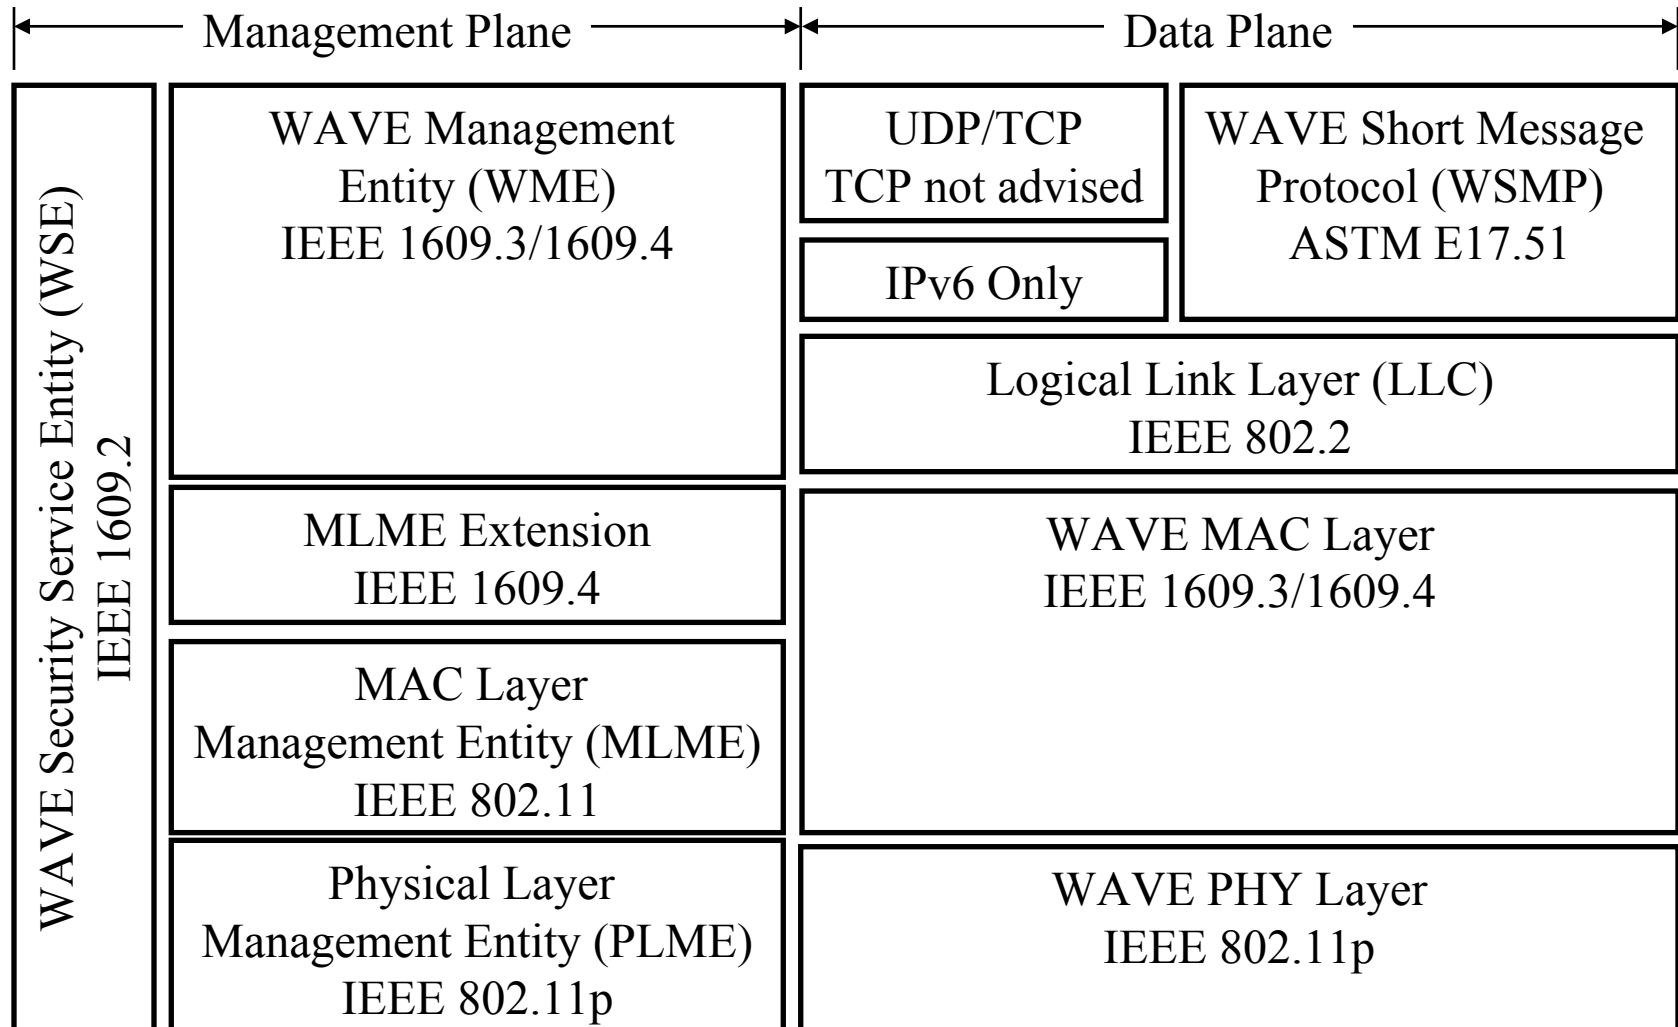 Management Plane
Data Plane
WAVE Security Service Entity (WSE)
IEEE 1609.2
WAVE Management
Entity (WME)
IEEE 1609.3/1609.4
MLME Extension
IEEE 1609.4
MAC Layer
Management Entity (MLME)
IEEE 802.11
Physical Layer
Management Entity (PLME)
IEEE 802.11p
UDP/TCP
TCP not advised
IPv6 Only
WAVE Short Message
Protocol (WSMP)
ASTM E17.51
Logical Link Layer (LLC)
IEEE 802.2
WAVE MAC Layer
IEEE 1609.3/1609.4
WAVE PHY Layer
IEEE 802.11p